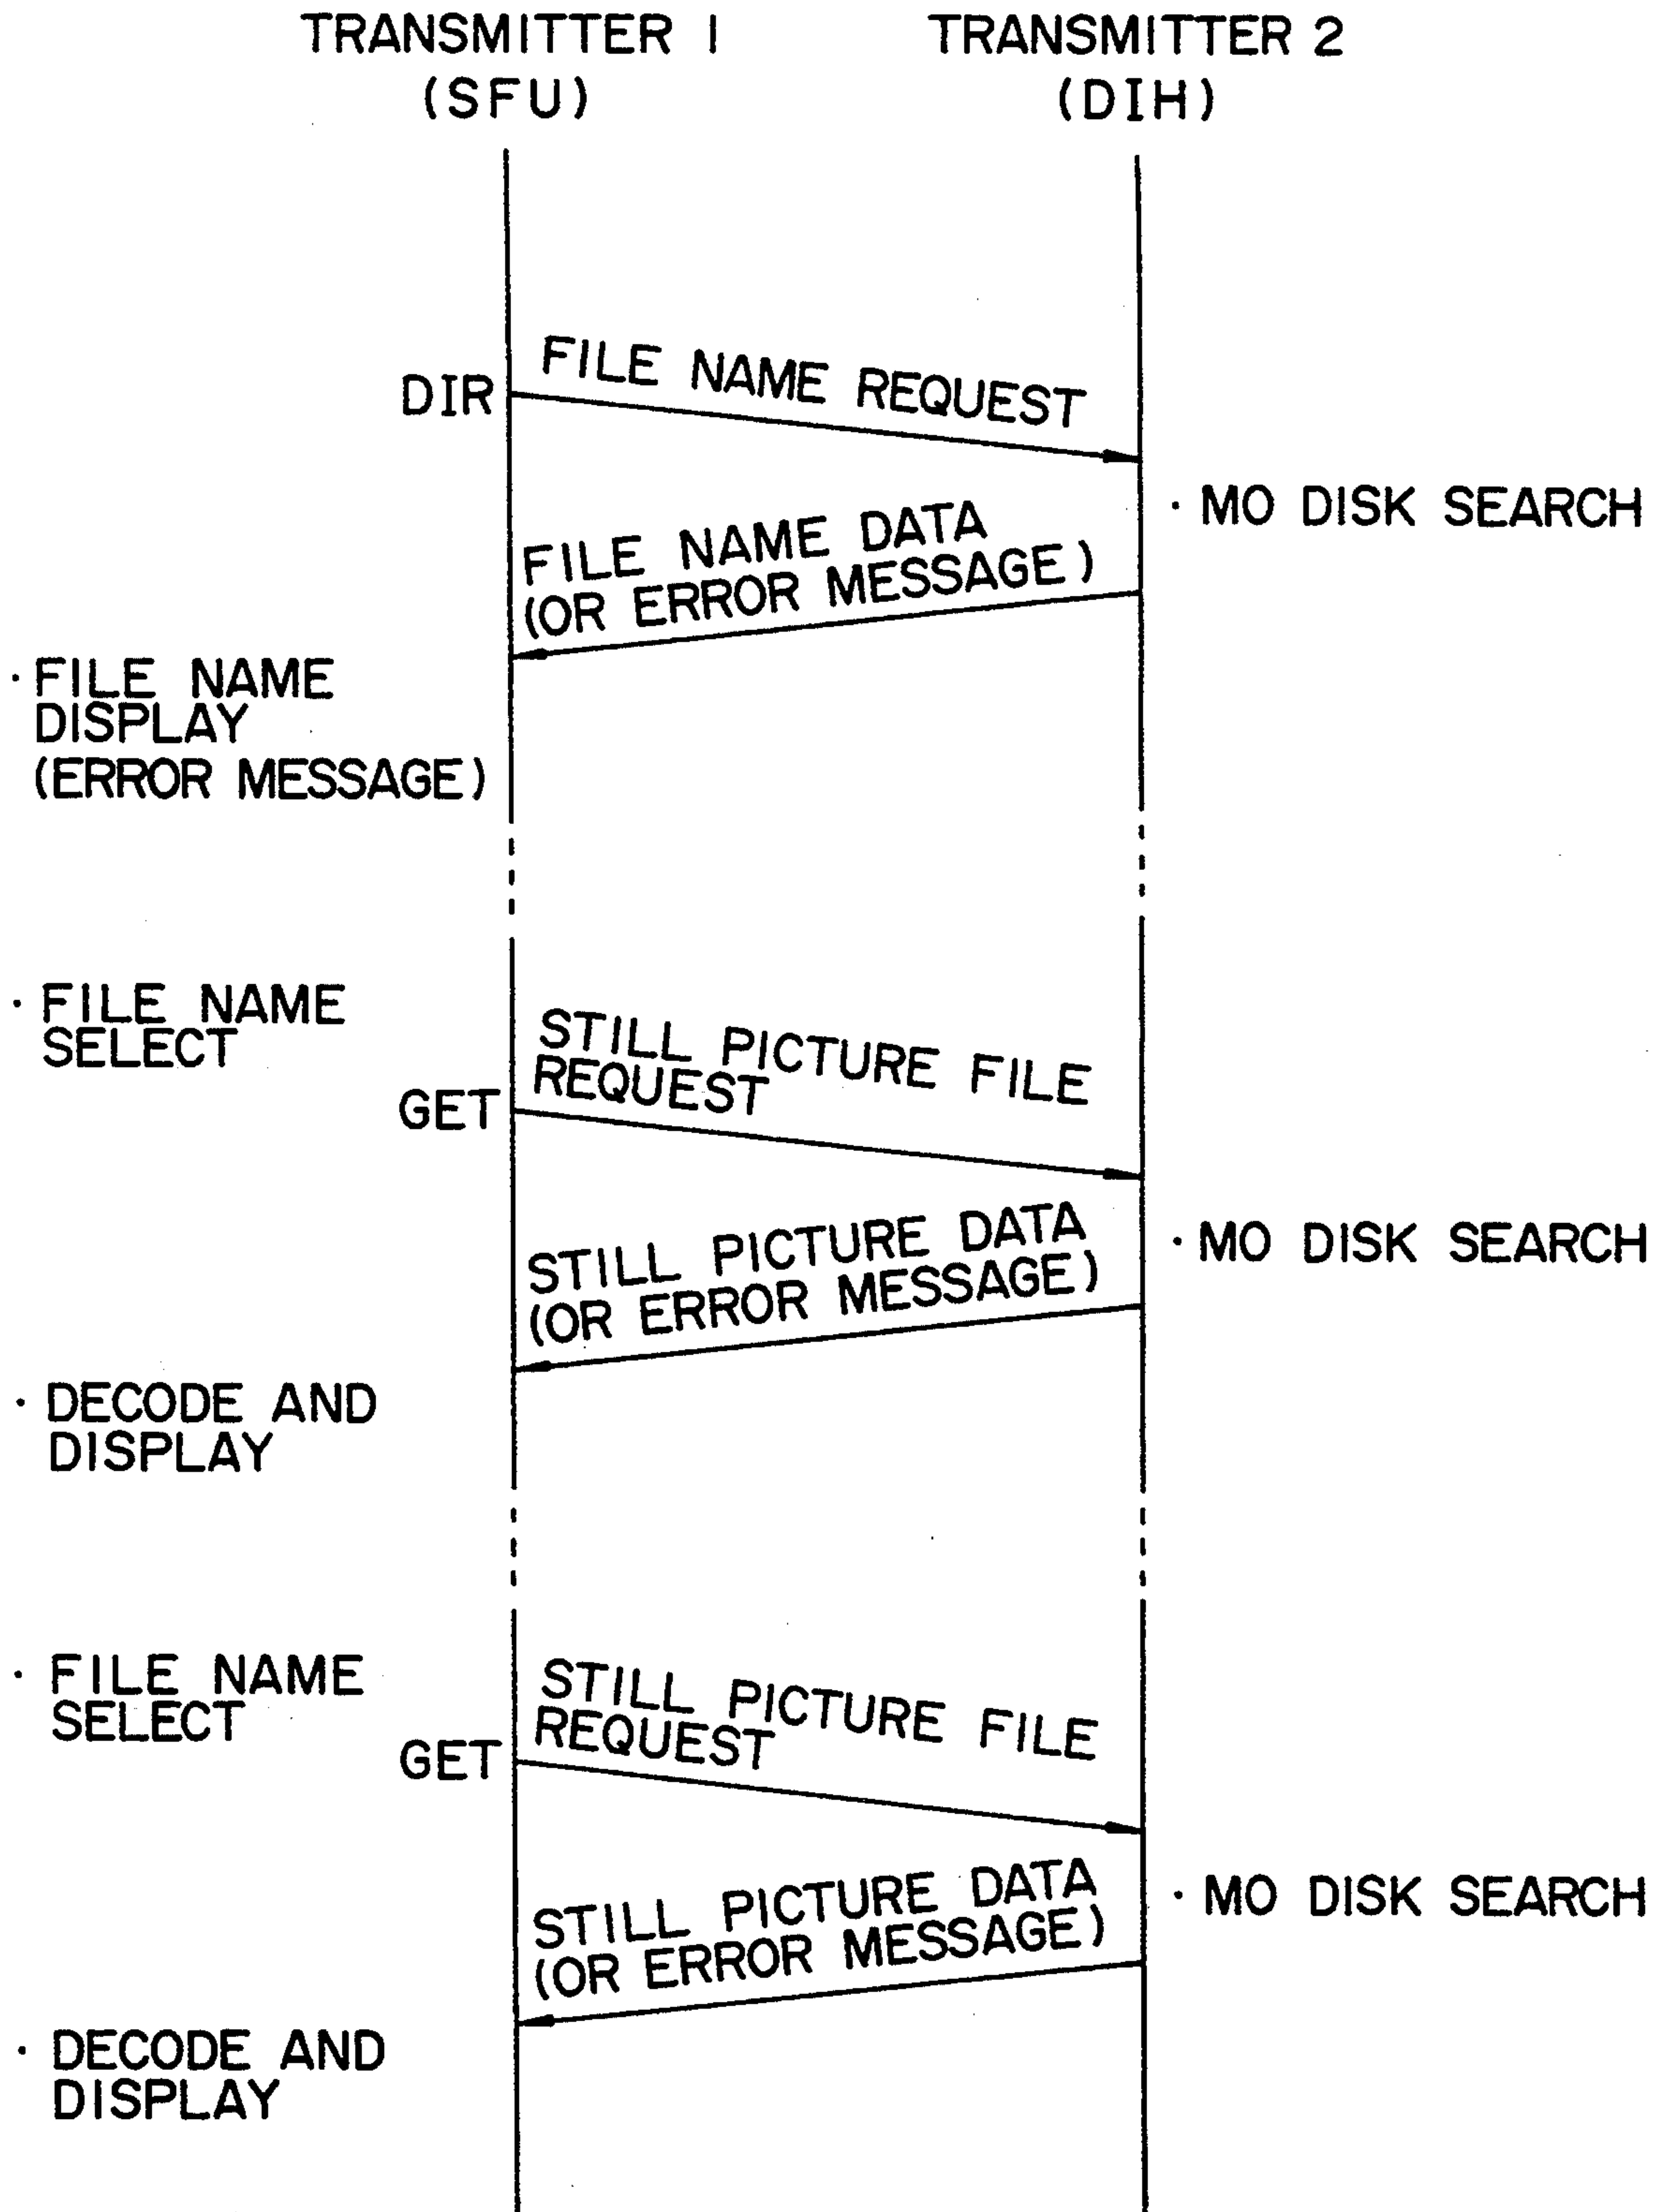 TRANSMITTER 1
TRANSMITTER 2
(SFU)
(DIH)
FILE NAME REQUEST
DIR
· MO DISK SEARCH
FILE NAME DATA
(OR ERROR MESSAGE)
· FILE NAME
DISPLAY
(ERROR MESSAGE)
· FILE NAME
SELECT
STILL PICTURE FILE
REQUEST
GET
· MO DISK SEARCH
STILL PICTURE DATA
(OR ERROR MESSAGE)
· DECODE AND
DISPLAY
· FILE NAME
SELECT
STILL PICTURE FILE
REQUEST
GET
· MO DISK SEARCH
STILL PICTURE DATA
(OR ERROR MESSAGE)
· DECODE AND
DISPLAY